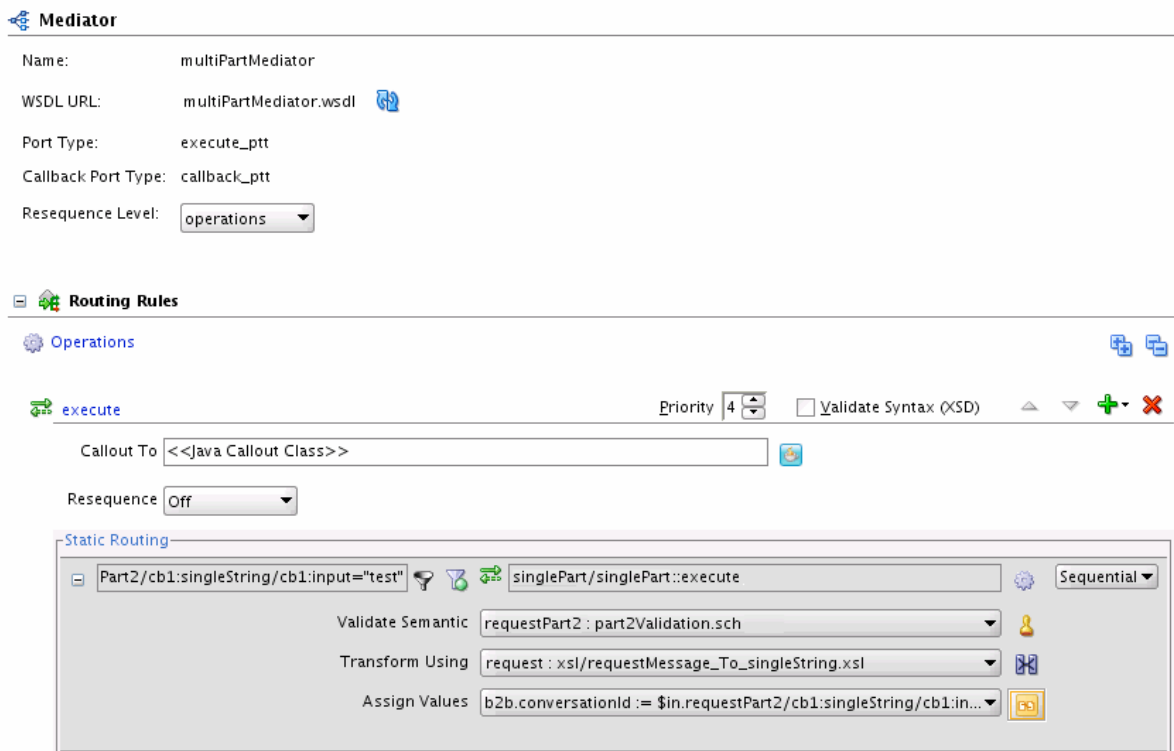 Mediator
Name: multiPartMediator
WSDL URL: multiPartMediator.wsdl
Port Type: execute_ptt
Callback Port Type: callback_ptt
Resequence Level: operations
Routing Rules
Operations
execute Priority 4 Validate Syntax (XSD)
Callout To <<Java Callout Class>>
Resequence Off
Static Routing
Part2/cb1:singleString/cb1:input="test" singlePart/singlePart::execute Sequential
Validate Semantic requestPart2 : part2Validation.sch
Transform Using request : xsl/requestMessage_To_singleString.xsl
Assign Values b2b.conversationId := $in.requestPart2/cb1:singleString/cb1:in...